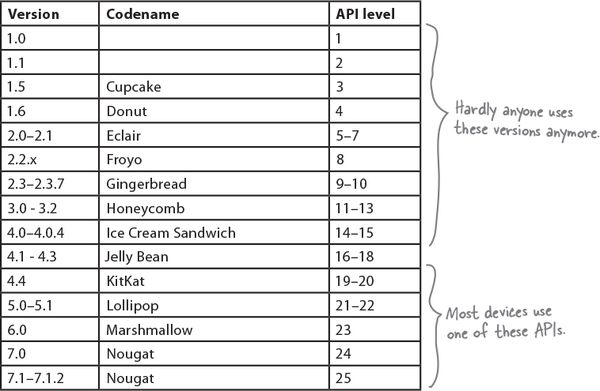 Version Codename API level
1.0 1
1.1 2
1.5 Cupcake 3
1.6 Donut 4
2.0–2.1 Eclair 5–7
2.2.x Froyo 8
2.3–2.3.7 Gingerbread 9–10
3.0 - 3.2 Honeycomb 11–13
4.0–4.0.4 Ice Cream Sandwich 14–15
4.1 - 4.3 Jelly Bean 16–18
4.4 KitKat 19–20
5.0–5.1 Lollipop 21–22
6.0 Marshmallow 23
7.0 Nougat 24
7.1–7.1.2 Nougat 25
Hardly anyone uses
these versions anymore.
Most devices use
one of these APIs.